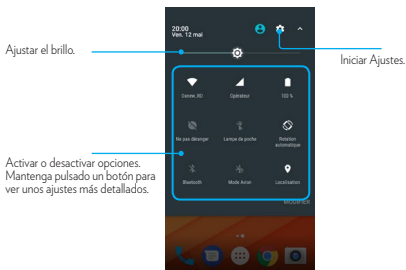 20:00
Ven. 12 mai
Ajustar el brillo.
Iniciar Ajustes.
Canew_BG
Opérateur
100 %
Ne pas déranger
Lampe de poche
Rotation
automatique
Activar o desactivar opciones.
Mantenga pulsado un botón para
ver unos ajustes más detallados.
Bluetooth
Mode Avion
Localisation
MODIFIER